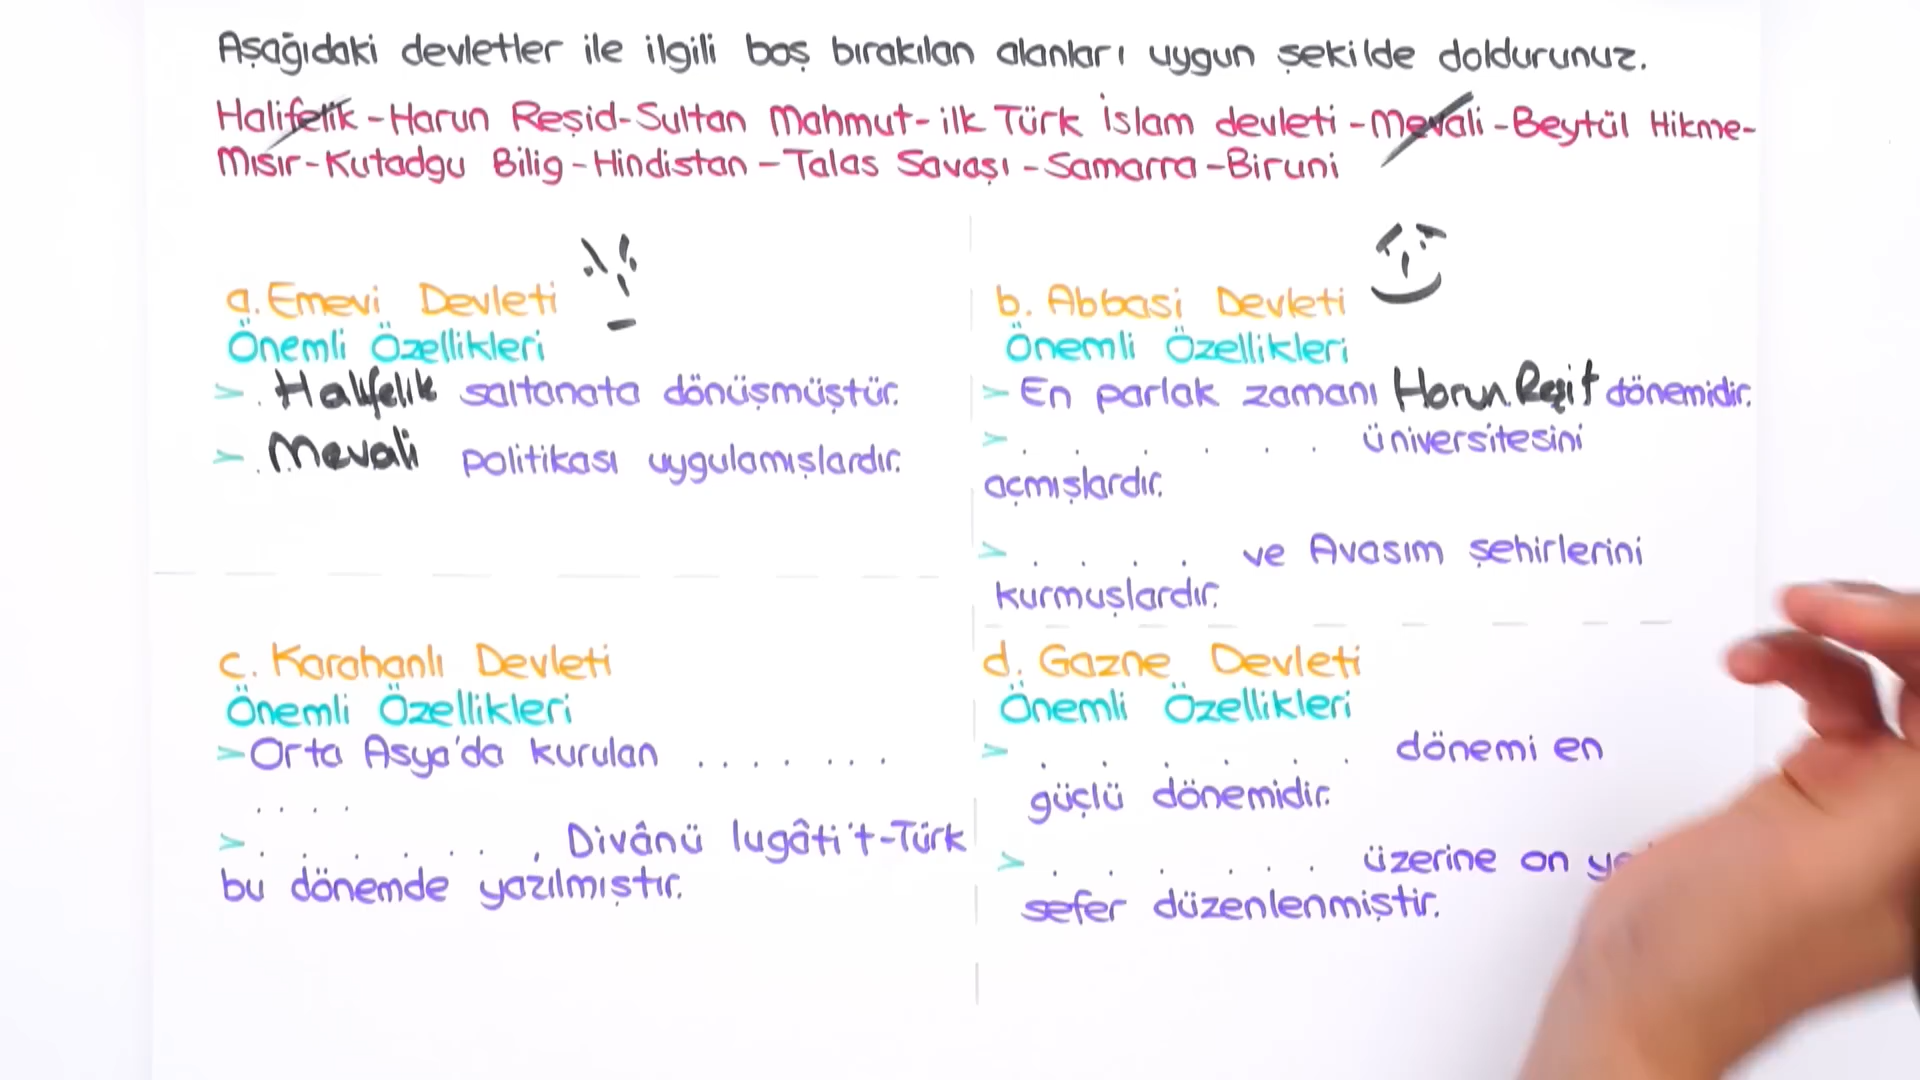 Aşağıdaki devletler ile ilgili boş bırakılan alanları uygun şekilde doldurunuz.
Halifelik-Harun Reşid-Sultan Mahmut-ilk Türk İslam devleti-Mevali-Beytül Hikme-
Mısır-Kutadgu Bilig-Hindistan-Talas Savaşı-Samarra-Biruni
a. Emevi Devleti
Önemli Özellikleri
> . Halifelik saltanata dönüşmüştür.
> . Mevali politikası uygulamışlardır.
b. Abbasi Devleti
Önemli Özellikleri
> En parlak zamanı Harun Reşit dönemidir.
> . . . . . . üniversitesini
açmışlardır.
> . . . . ve Avasım şehirlerini
kurmuşlardır.
c. Karahanlı Devleti
Önemli Özellikleri
>Orta Asya'da kurulan . . . . . . .
. . . .
> . . . . . . , Divânü lugâti't-Türk
bu dönemde yazılmıştır.
d. Gazne Devleti
Önemli Özellikleri
> . . . . . . dönemi en
güçlü dönemidir.
> . . . . . . üzerine on
sefer düzenlenmiştir.